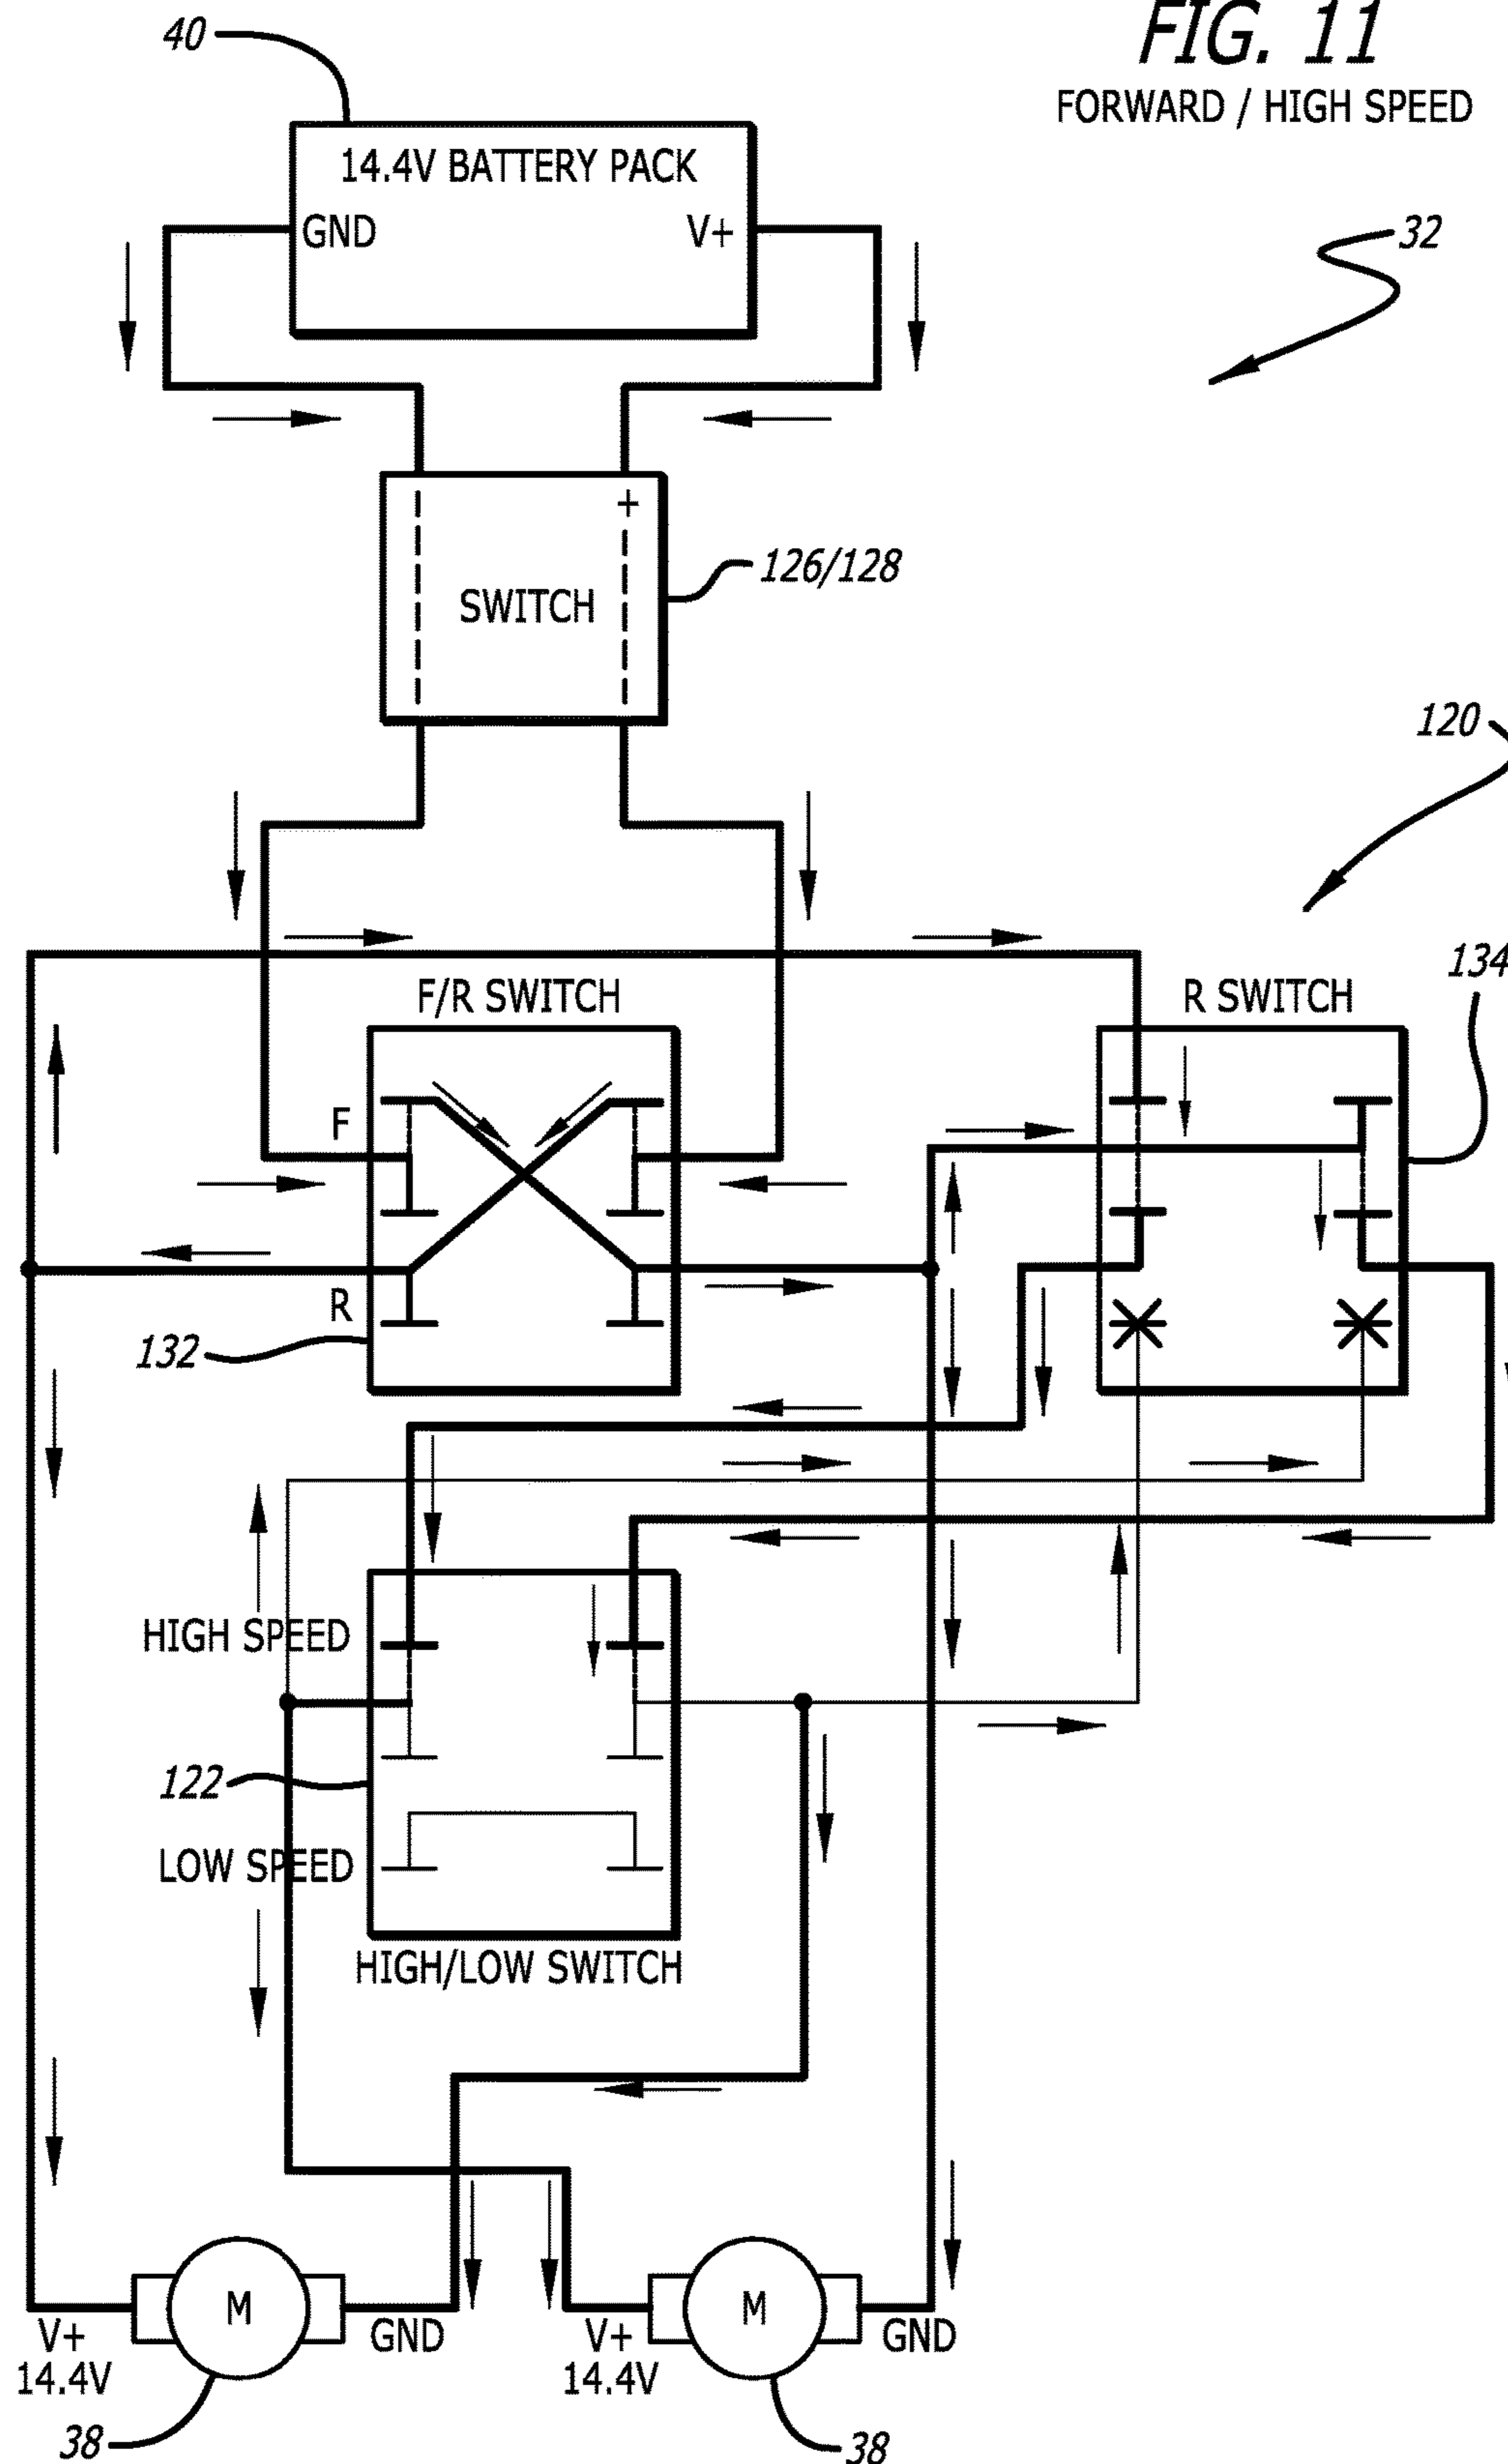 FIG. 11
FORWARD / HIGH SPEED
40
14.4V BATTERY PACK
GND
V+
32
+
SWITCH
126/128
120
134
F/R SWITCH
R SWITCH
F
R
132
HIGH SPEED
122
LOW SPEED
HIGH/LOW SWITCH
M
M
V+
14.4V
GND
V+
14.4V
GND
38
38